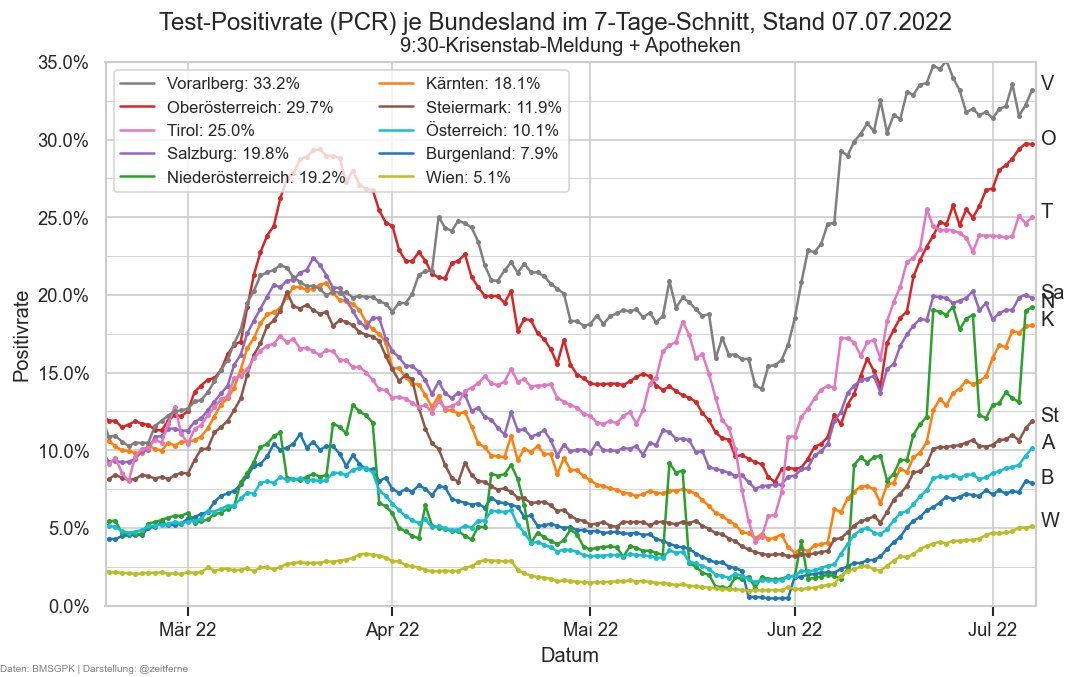 Test-Positivrate (PCR) je Bundesland im 7-Tage-Schnitt, Stand 07.07.2022
9:30-Krisenstab-Meldung + Apotheken
Vorarlberg: 33.2%
Oberösterreich: 29.7%
Tirol: 25.0%
Salzburg: 19.8%
Niederösterreich: 19.2%
Kärnten: 18.1%
Steiermark: 11.9%
Österreich: 10.1%
Burgenland: 7.9%
Wien: 5.1%
Positivrate
35.0%
30.0%
25.0%
20.0%
15.0%
10.0%
5.0%
0.0%
V
O
T
Sa
N
K
St
A
B
W
Mär 22
Apr 22
Mai 22
Jun 22
Jul 22
Datum
Daten: BMSGPK | Darstellung: @zeitferne